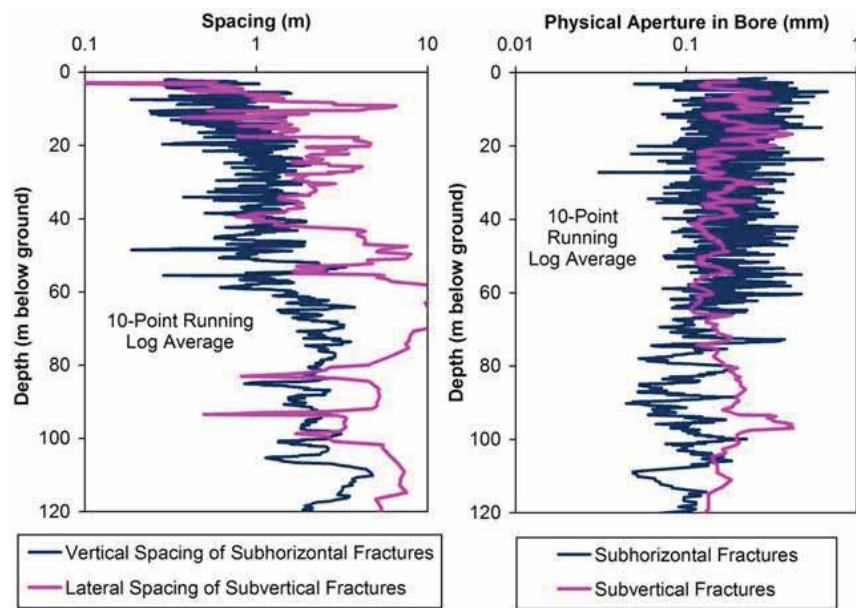 Spacing (m)
0.1 1 10
0
20
40
60
80
100
120
Depth (m below ground)
10-Point Running
Log Average
Vertical Spacing of Subhorizontal Fractures
Lateral Spacing of Subvertical Fractures
Physical Aperture in Bore (mm)
0.01 0.1 1
0
20
40
60
80
100
120
Depth (m below ground)
10-Point
Running
Log Average
Subhorizontal Fractures
Subvertical Fractures